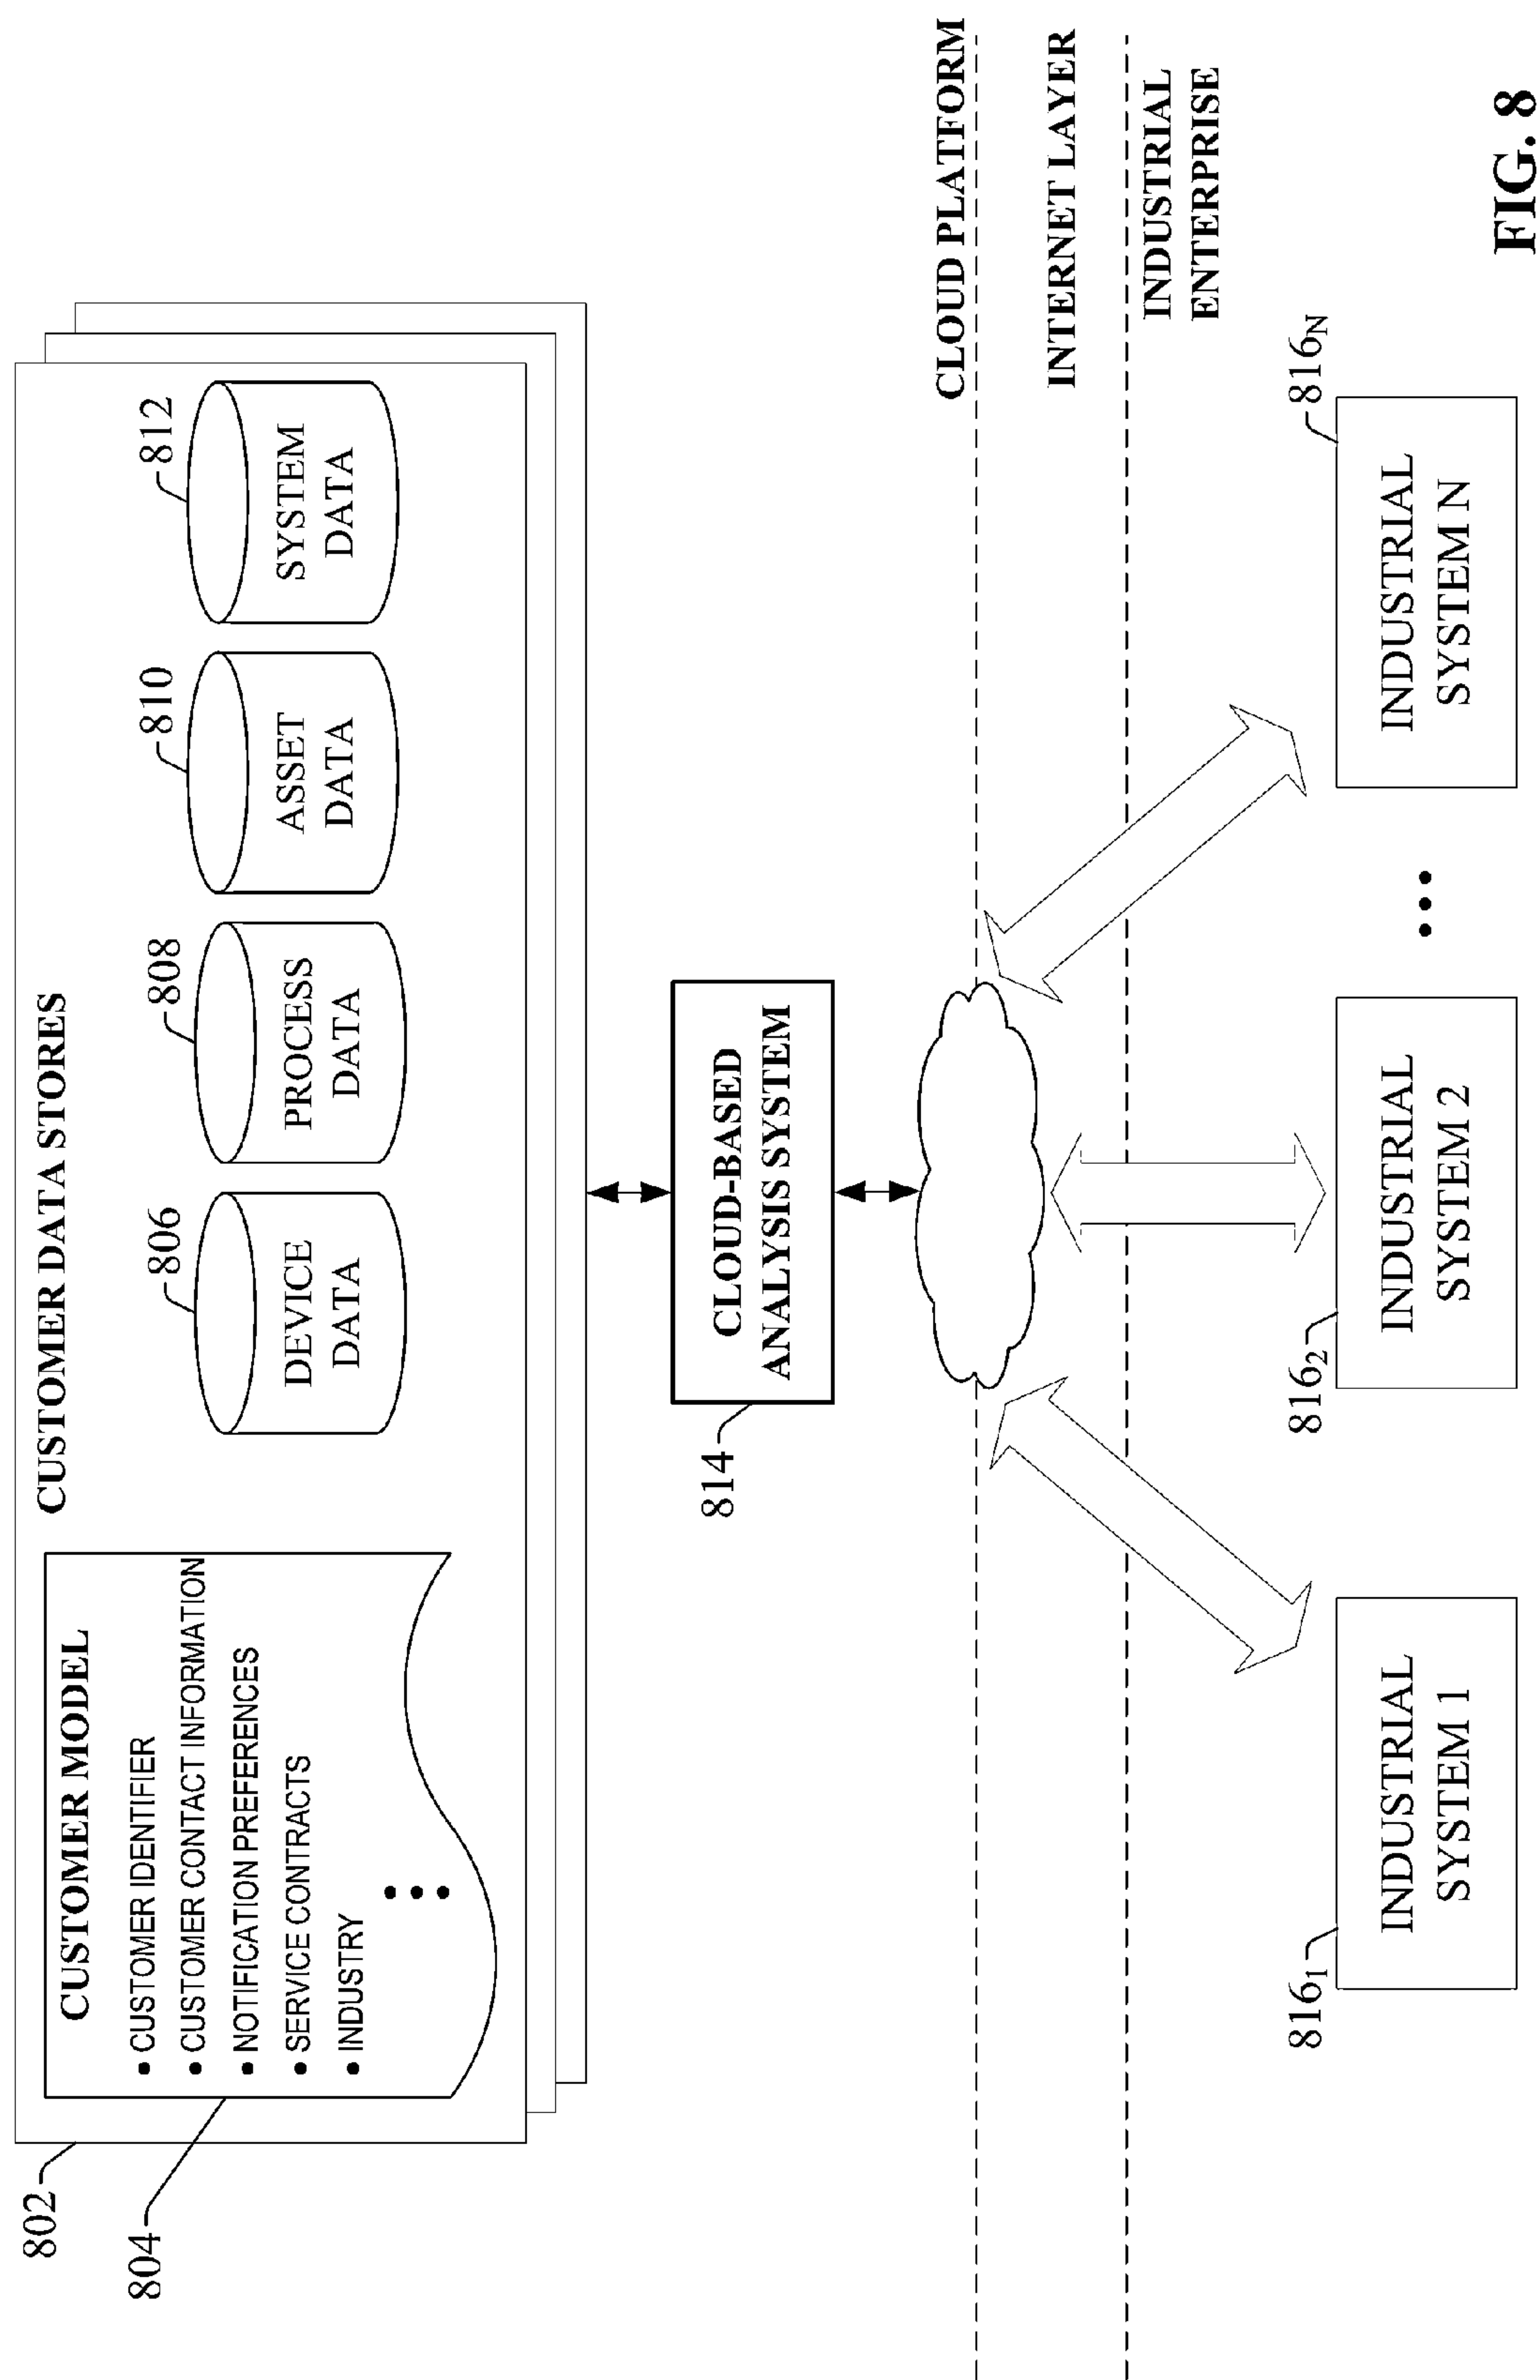 CUSTOMER DATA STORES
802
804
CUSTOMER MODEL
• CUSTOMER IDENTIFIER
• CUSTOMER CONTACT INFORMATION
• NOTIFICATION PREFERENCES
• SERVICE CONTRACTS
• INDUSTRY
806
DEVICE
DATA
808
PROCESS
DATA
810
ASSET
DATA
812
SYSTEM
DATA
814
CLOUD-BASED
ANALYSIS SYSTEM
CLOUD PLATFORM
INTERNET LAYER
INDUSTRIAL
ENTERPRISE
816₁
INDUSTRIAL
SYSTEM 1
816₂
INDUSTRIAL
SYSTEM 2
•••
816N
INDUSTRIAL
SYSTEM N
FIG. 8